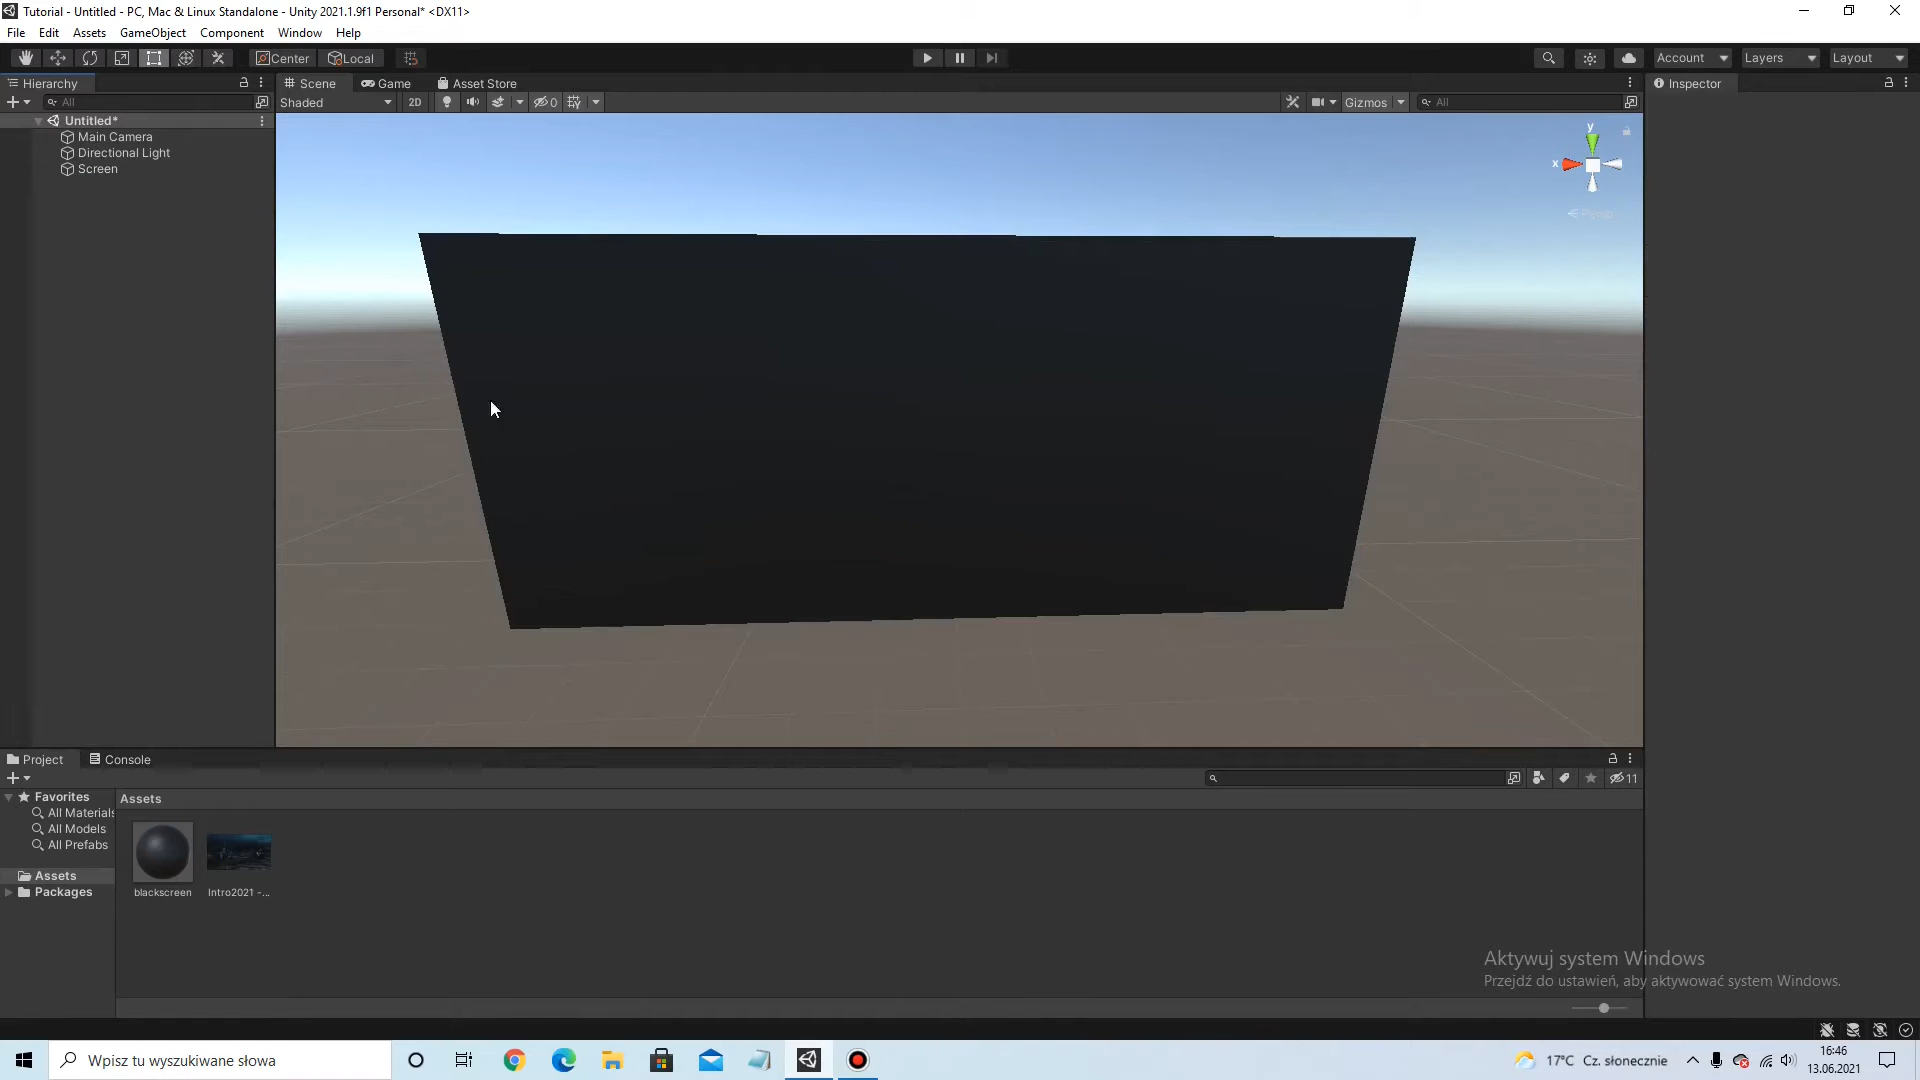 Tutorial - Untitled - PC, Mac & Linux Standalone - Unity 2021.1.9f1 Personal* <DX11>
File Edit Assets GameObject Component Window Help
Center Local Account Layers Layout
Hierarchy Scene Game Asset Store Inspector
All Shaded 2D 0 Gizmos All
Untitled*
Main Camera
Directional Light
Screen
y
x
Persp
Project Console
11
Favorites Assets
All Materials
All Models
All Prefabs
Assets
Packages
blackscreen Intro2021 -...
Aktywuj system Windows
Przejdź do ustawień, aby aktywować system Windows.
Wpisz tu wyszukiwane słowa
17°C Cz. słonecznie
16:46
13.06.2021